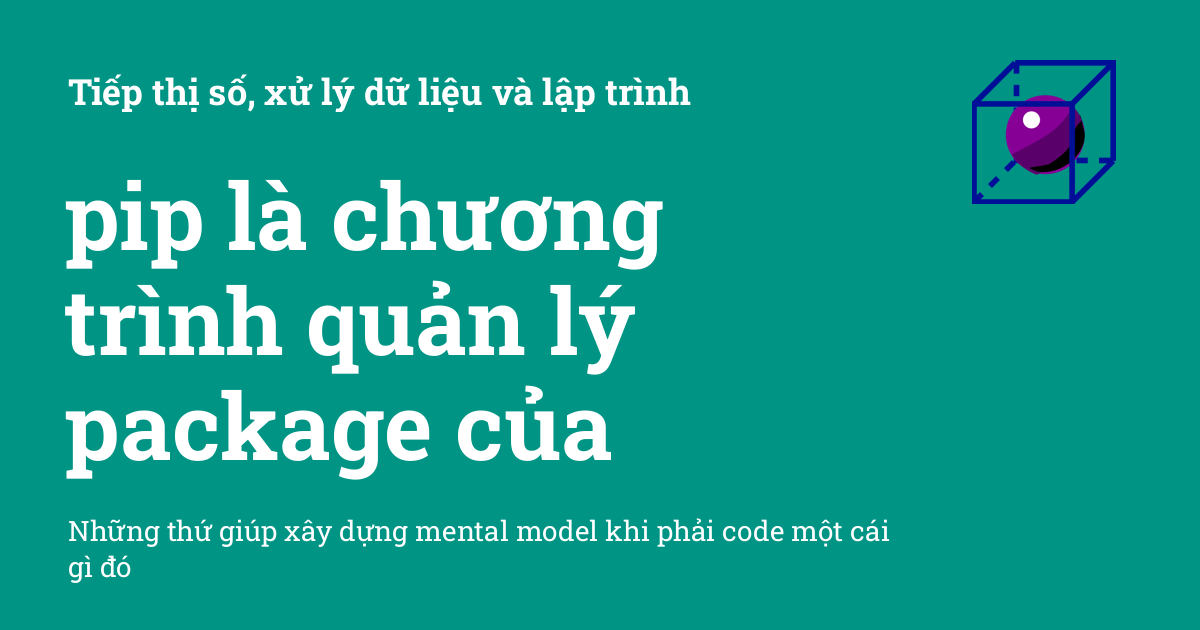 Tiếp thị số, xử lý dữ liệu và lập trình
pip là chương
trình quản lý
package của
Những thứ giúp xây dựng mental model khi phải code một cái
gì đó